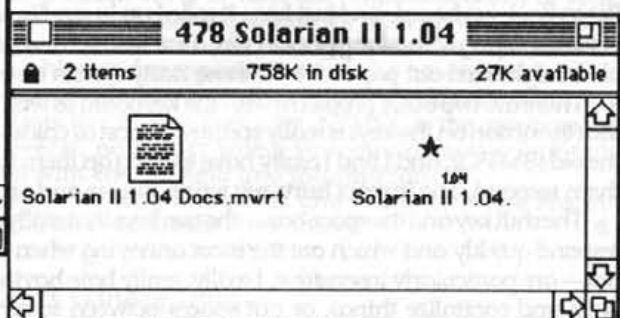 478 Solarian II 1.04
2 items 758K in disk 27K available
1.04
Solarian II 1.04 Docs.mwrt Solarian II 1.04.